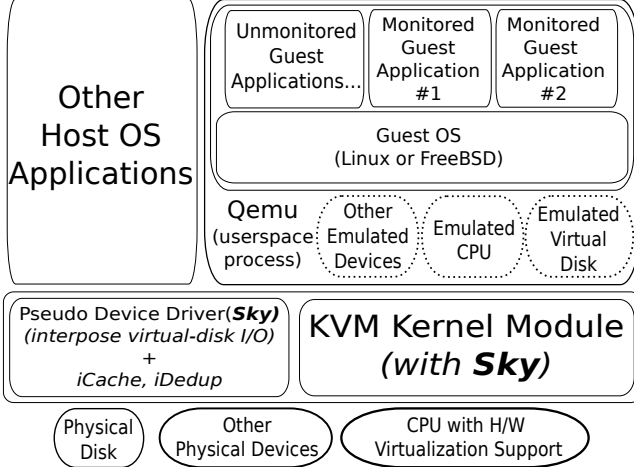 Other
Host OS
Applications
Unmonitored
Guest
Applications...
Monitored
Guest
Application
#1
Monitored
Guest
Application
#2
Guest OS
(Linux or FreeBSD)
Qemu
(userspace
process)
Other
Emulated
Devices
Emulated
CPU
Emulated
Virtual
Disk
Pseudo Device Driver(Sky)
(interpose virtual-disk I/O)
+
iCache, iDedup
KVM Kernel Module
(with Sky)
Physical
Disk
Other
Physical Devices
CPU with H/W
Virtualization Support